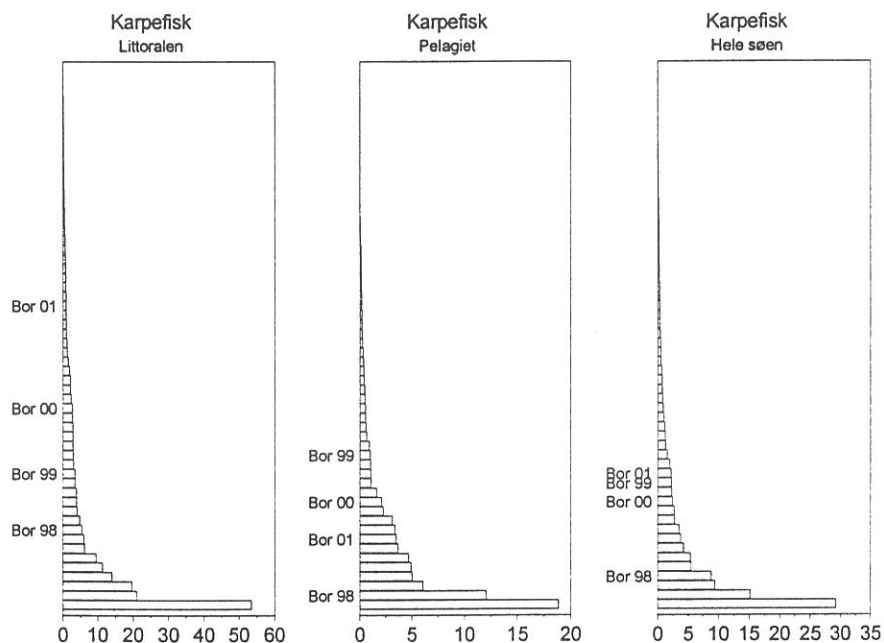 Karpefisk
Littoralen
Bor 01
Bor 00
Bor 99
Bor 98
0 10 20 30 40 50 60
Karpefisk
Pelagiet
Bor 99
Bor 00
Bor 01
Bor 98
0 5 10 15 20
Karpefisk
Hele søen
Bor 01
Bor 99
Bor 00
Bor 98
0 5 10 15 20 25 30 35